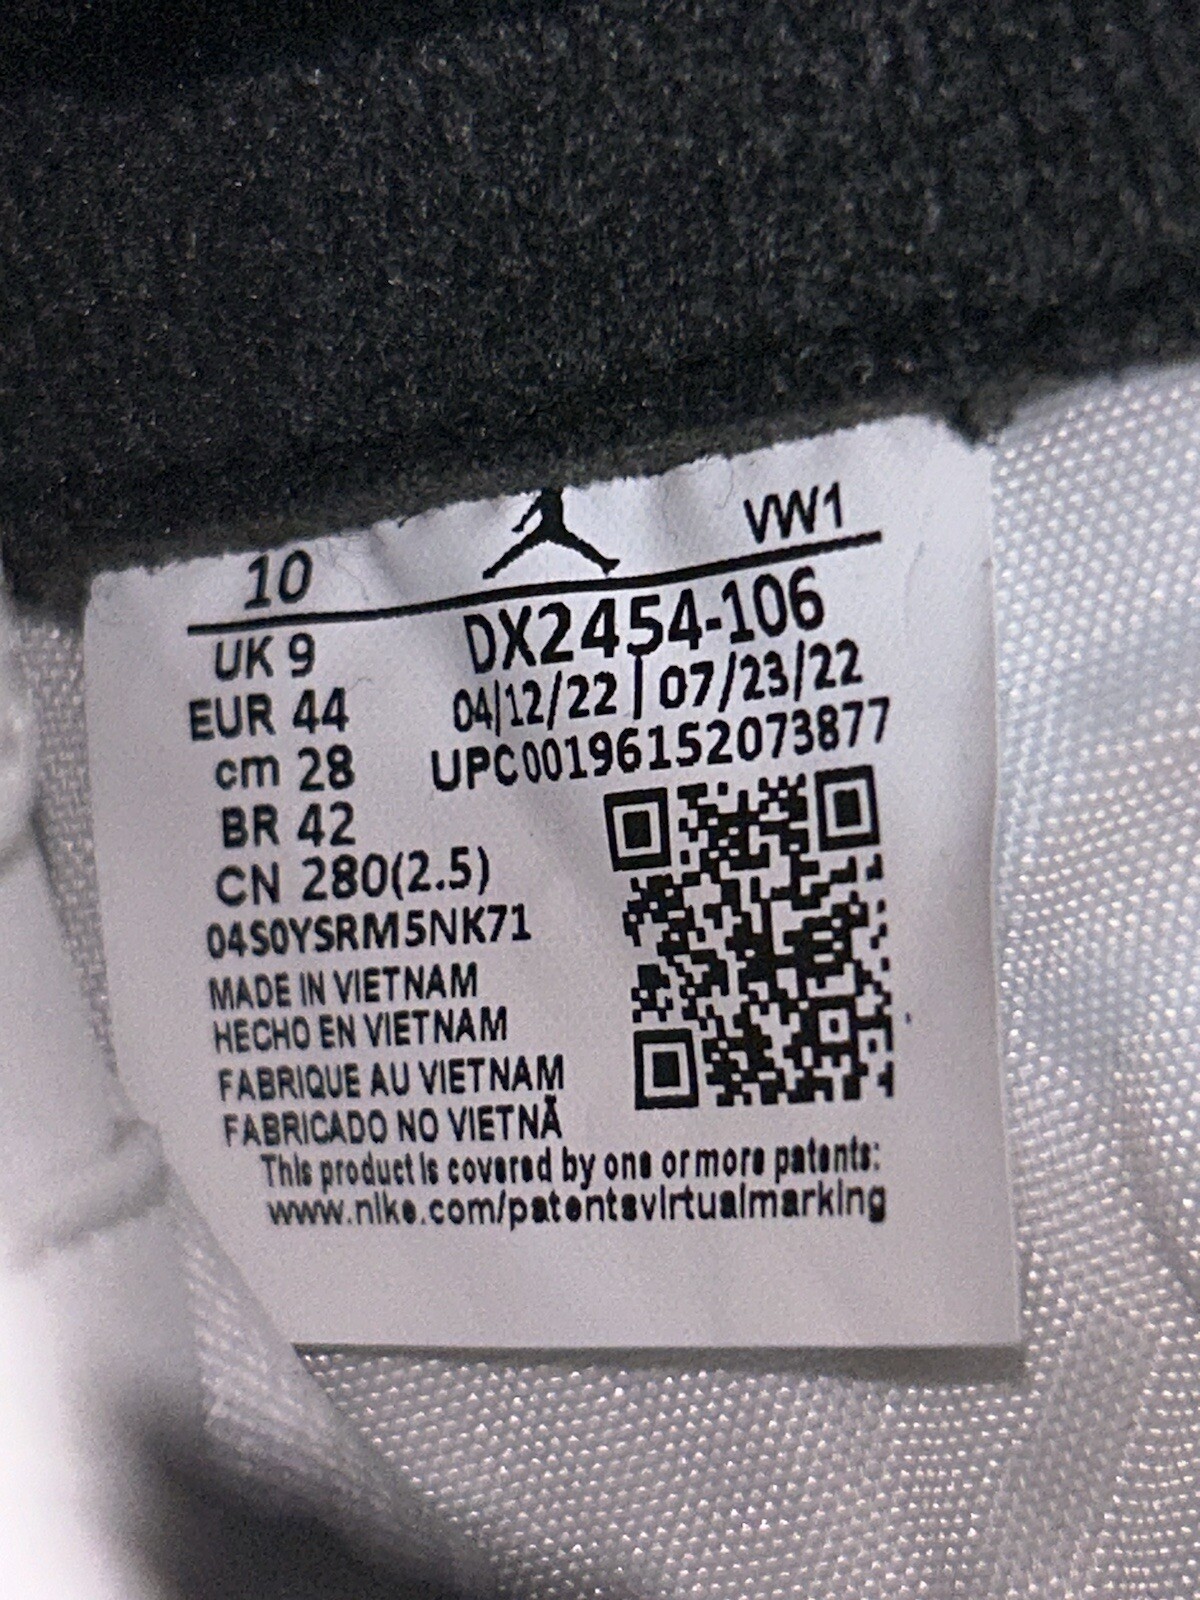 10 VW1
UK 9 DX2454-106
EUR 44 04/12/22 | 07/23/22
cm 28 UPC00196152073877
BR 42
CN 280(2.5)
04S0YSRM5NK71
MADE IN VIETNAM
HECHO EN VIETNAM
FABRIQUE AU VIETNAM
FABRICADO NO VIETNÃ
This product is covered by one or more patents:
www.nike.com/patentsvirtualmarking